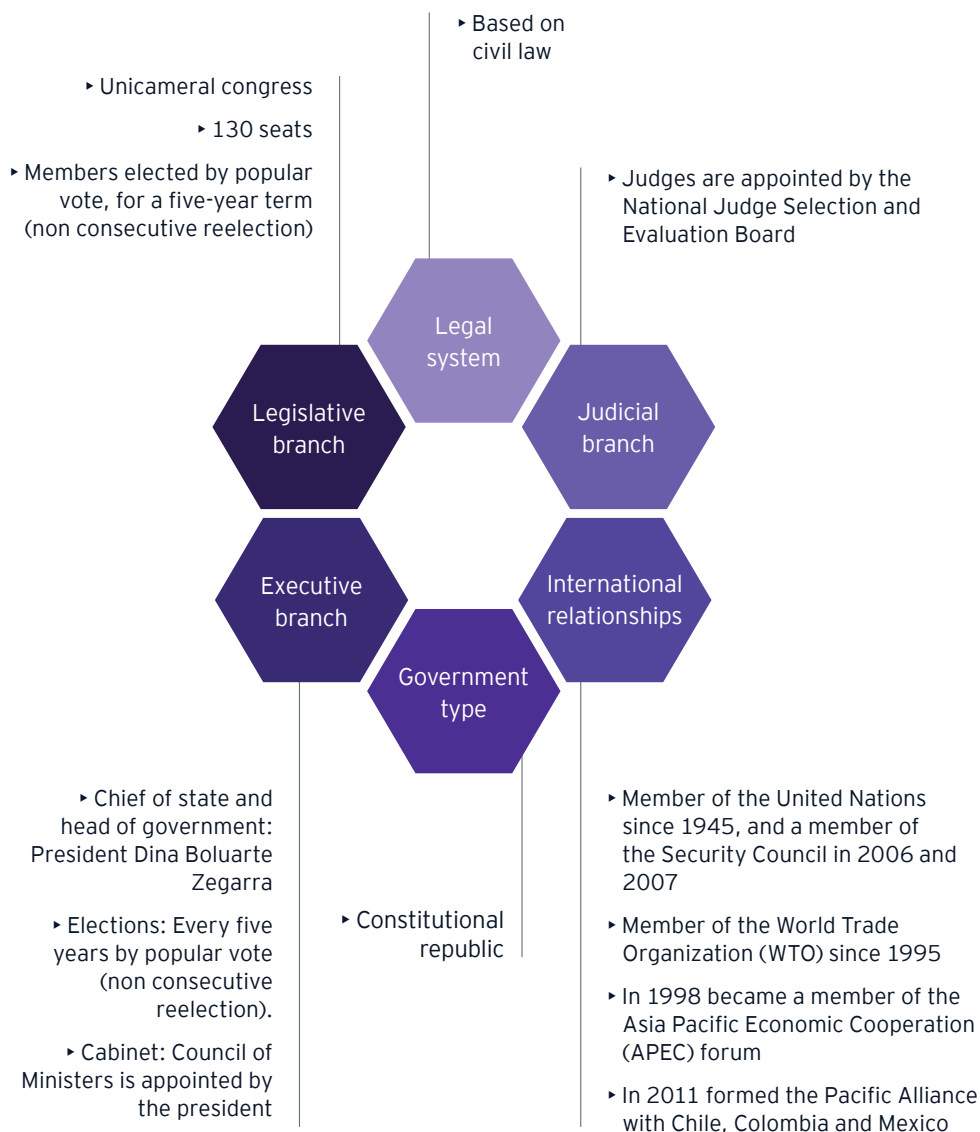 ▸ Based on
civil law
▸ Unicameral congress
▸ 130 seats
▸ Members elected by popular
vote, for a five-year term
(non consecutive reelection)
▸ Judges are appointed by the
National Judge Selection and
Evaluation Board
Legal
system
Legislative
branch
Judicial
branch
Executive
branch
International
relationships
Government
type
▸ Chief of state and
head of government:
President Dina Boluarte
Zegarra
▸ Elections: Every five
years by popular vote
(non consecutive
reelection).
▸ Cabinet: Council of
Ministers is appointed by
the president
▸ Constitutional
republic
▸ Member of the United Nations
since 1945, and a member of
the Security Council in 2006 and
2007
▸ Member of the World Trade
Organization (WTO) since 1995
▸ In 1998 became a member of the
Asia Pacific Economic Cooperation
(APEC) forum
▸ In 2011 formed the Pacific Alliance
with Chile, Colombia and Mexico